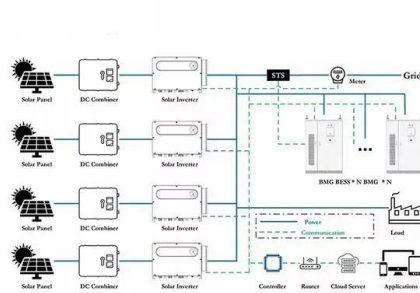 STS
Meter
Grid
Solar Panel DC Combiner Solar Inverter
Solar Panel DC Combiner Solar Inverter
BMG BESS * N BMG * N
Solar Panel DC Combiner Solar Inverter
Power
Communication
Load
Solar Panel DC Combiner Solar Inverter
Controller Router Cloud Server Applications